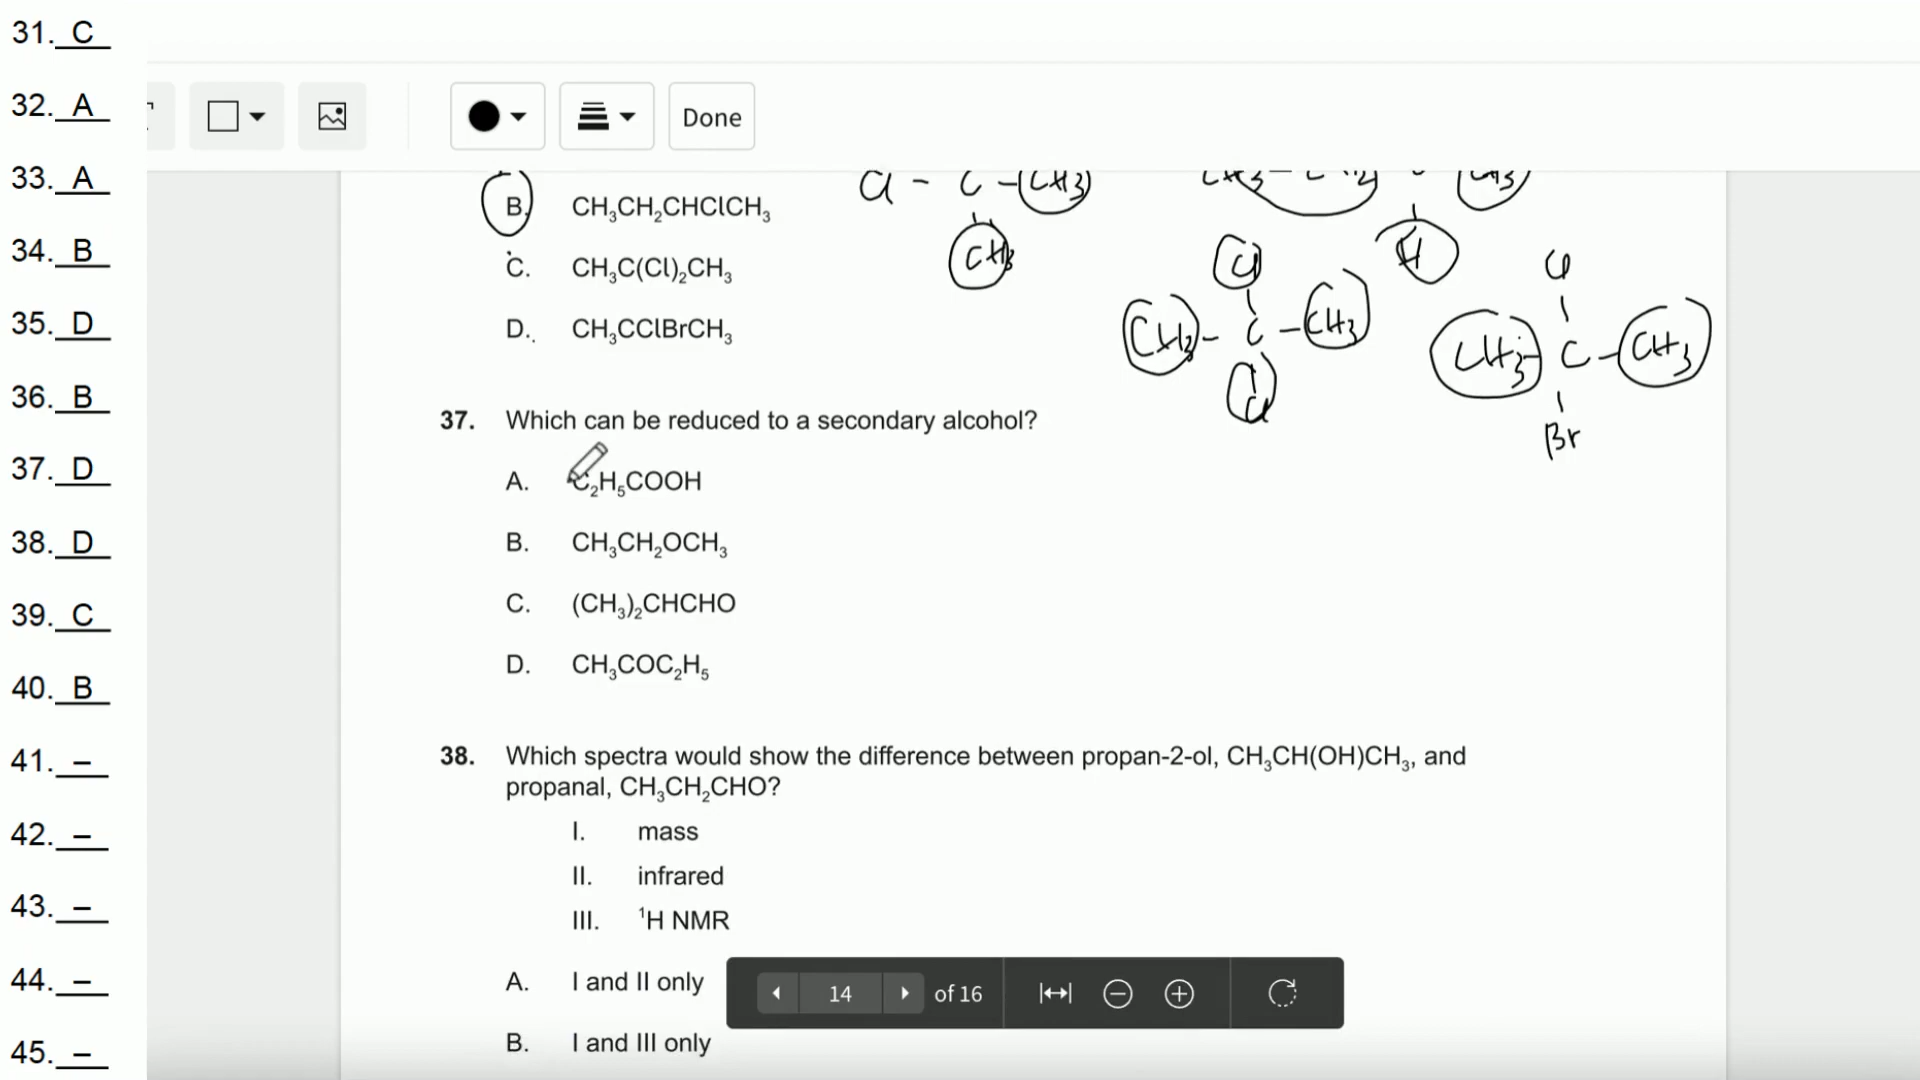 31. C
32. A
33. A
34. B
35. D
36. B
37. D
38. D
39. C
40. B
41. –
42. –
43. –
44. –
45. –
Done
B. CH₃CH₂CHClCH₃
C. CH₃C(Cl)₂CH₃
D. CH₃CClBrCH₃
Cl – C – CH3
CH3
CH3 – CH2 C CH3
H
Cl
CH3 – C – CH3
Cl
Cl
CH3 – C – CH3
Br
37. Which can be reduced to a secondary alcohol?
A. C₂H₅COOH
B. CH₃CH₂OCH₃
C. (CH₃)₂CHCHO
D. CH₃COC₂H₅
38. Which spectra would show the difference between propan-2-ol, CH₃CH(OH)CH₃, and
propanal, CH₃CH₂CHO?
I. mass
II. infrared
III. ¹H NMR
A. I and II only
B. I and III only
14 of 16